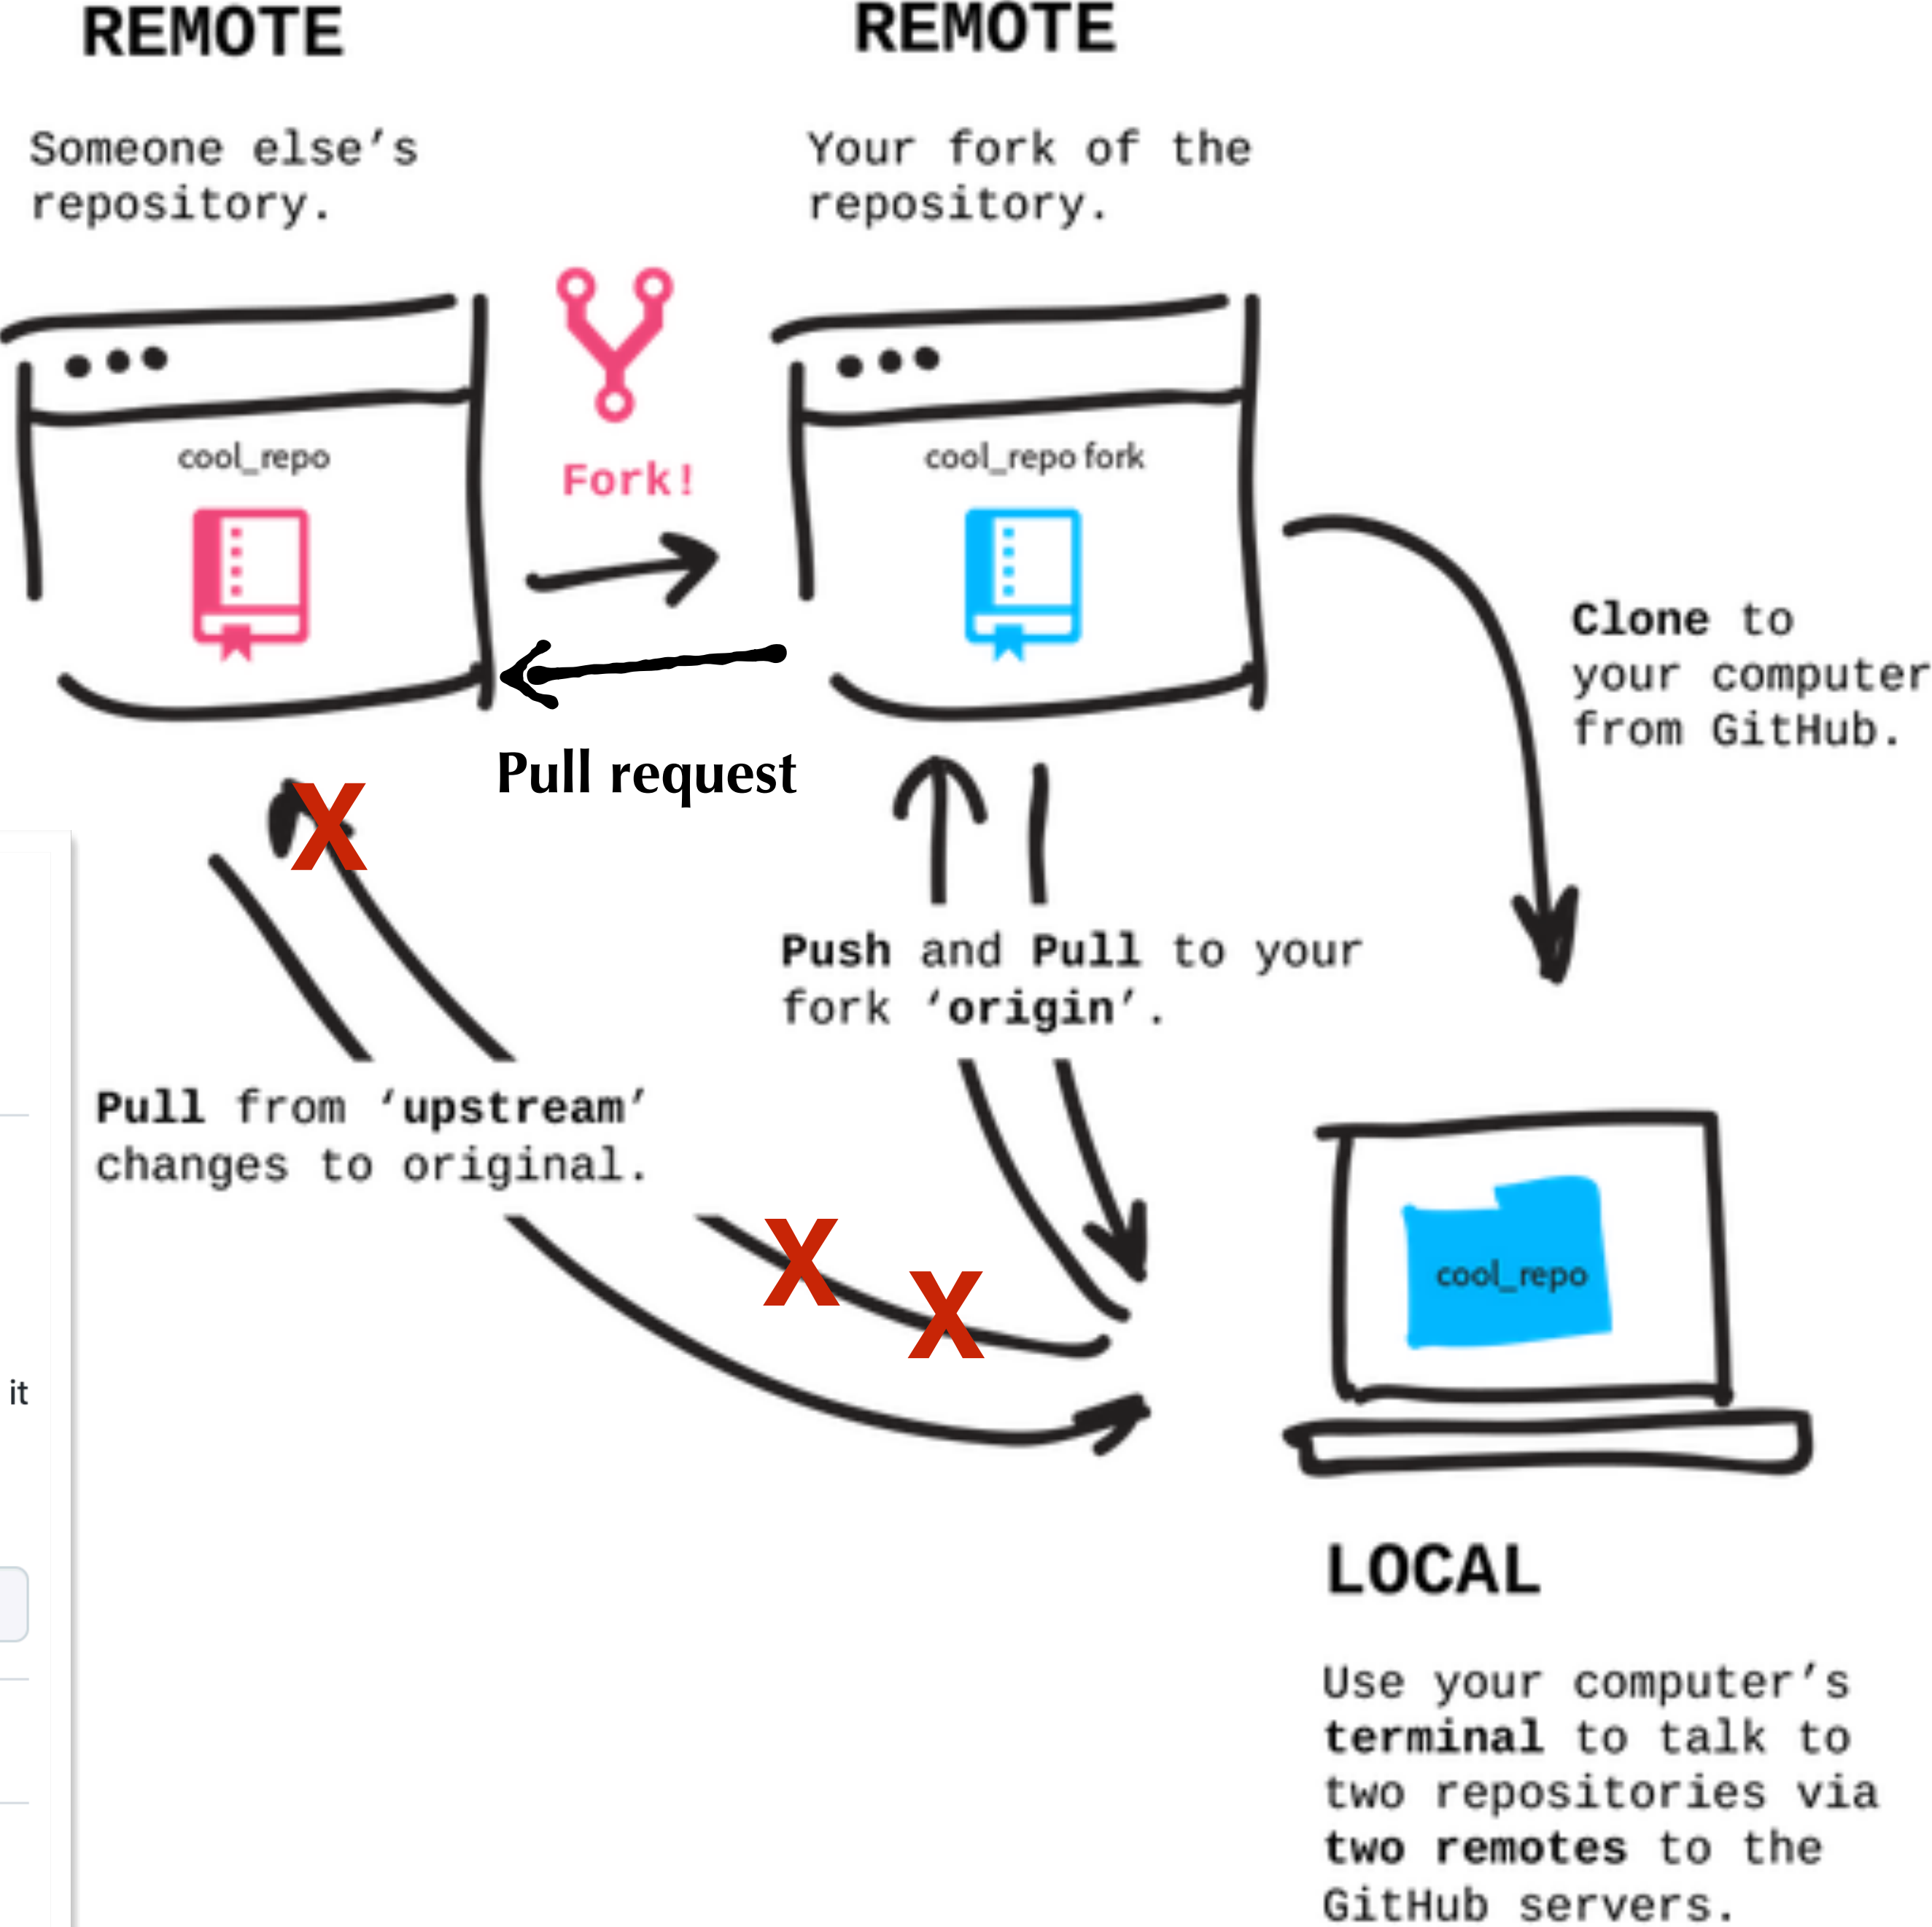 REMOTE
Someone else’s
repository.
REMOTE
Your fork of the
repository.
cool_repo
Fork!
cool_repo fork
Pull request
Clone to
your computer
from GitHub.
Push and Pull to your
fork ‘origin’.
Pull from ‘upstream’
changes to original.
X
X
X
cool_repo
it
LOCAL
Use your computer’s
terminal to talk to
two repositories via
two remotes to the
GitHub servers.